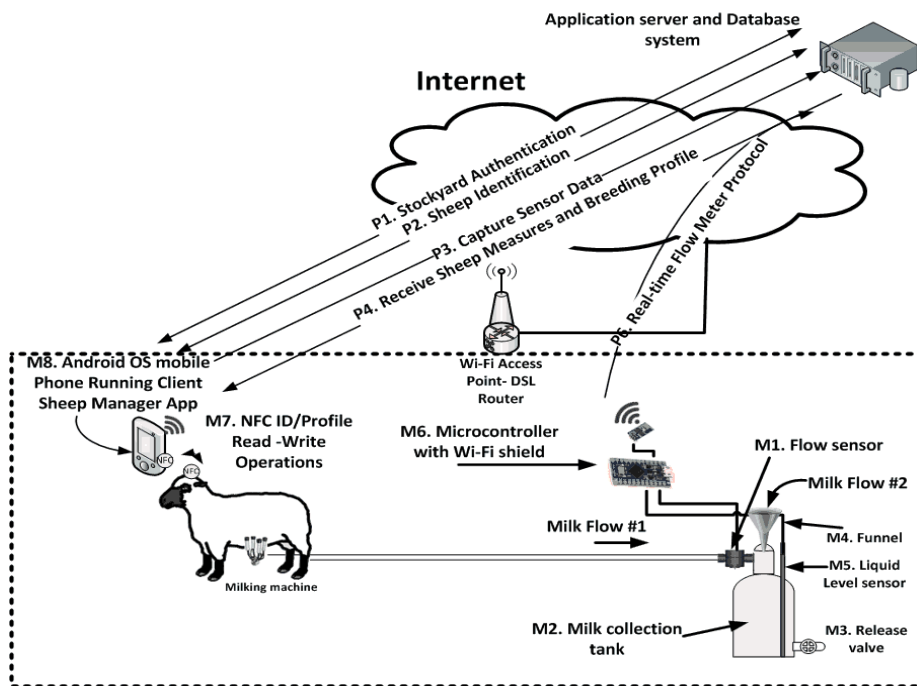 Application server and Database
system
Internet
P1. Stockyard Authentication
P2. Sheep Identification
P3. Capture Sensor Data
P4. Receive Sheep Measures and Breeding Profile
P6. Real-time Flow Meter Protocol
Wi-Fi Access
Point- DSL
Router
M8. Android OS mobile
Phone Running Client
Sheep Manager App
M7. NFC ID/Profile
Read -Write
Operations
NFC
NFC
M6. Microcontroller
with Wi-Fi shield
M1. Flow sensor
Milk Flow #2
Milk Flow #1
M4. Funnel
M5. Liquid
Level sensor
Milking machine
M2. Milk collection
tank
M3. Release
valve